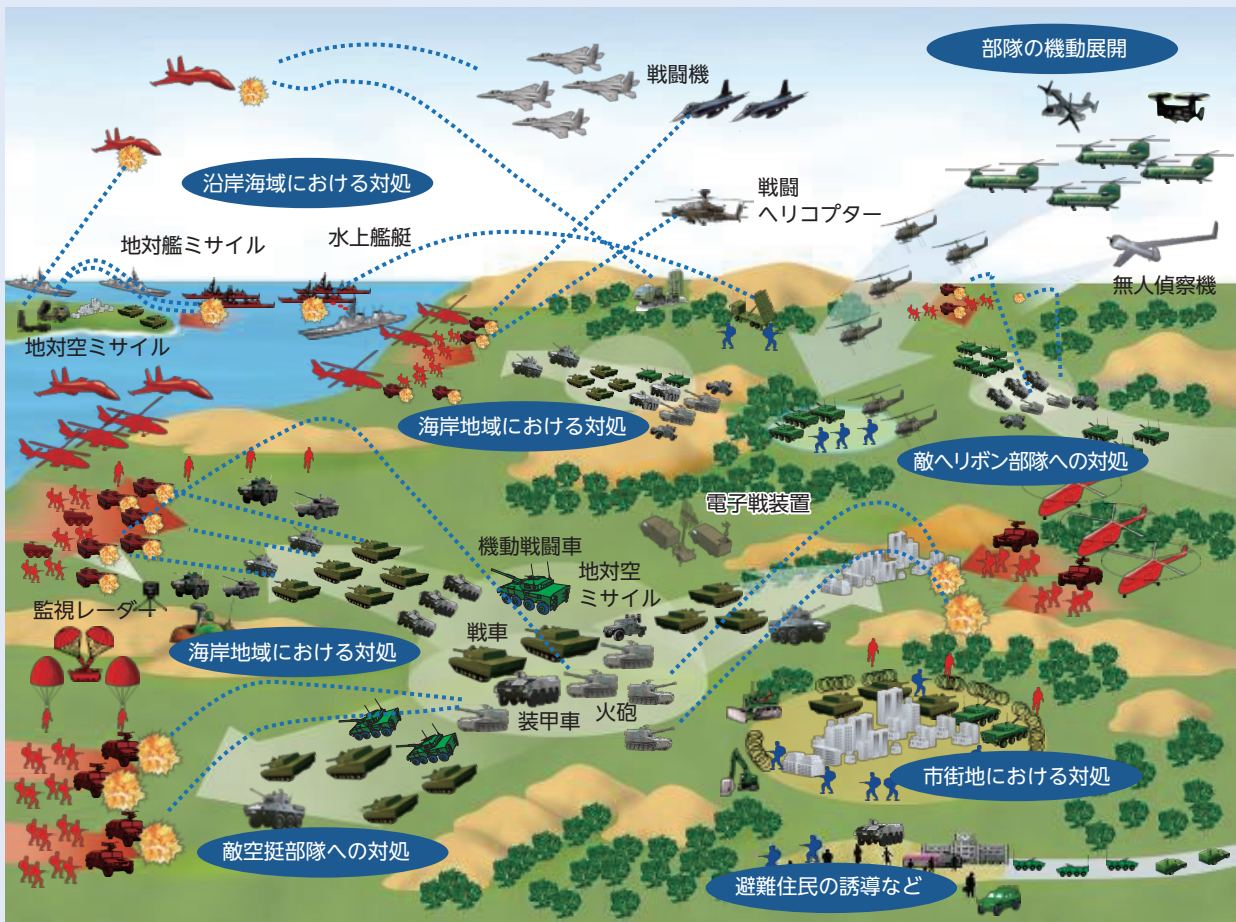 部隊の機動展開
戦闘機
沿岸海域における対処
戦闘
ヘリコプター
地対艦ミサイル
水上艦艇
無人偵察機
地対空ミサイル
海岸地域における対処
敵ヘリボン部隊への対処
電子戦装置
機動戦闘車
地対空
ミサイル
監視レーダー
海岸地域における対処
戦車
装甲車
火砲
市街地における対処
敵空挺部隊への対処
避難住民の誘導など